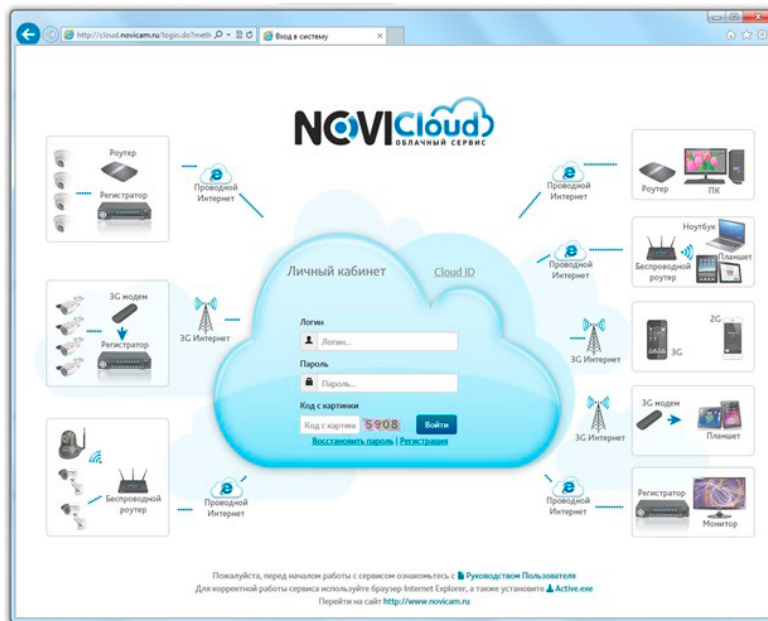 http://cloud.novicam.ru/login.do?meth
Вход в систему
NOVICloud
ОБЛАЧНЫЙ СЕРВИС
Роутер
Регистратор
Проводной
Интернет
3G модем
Регистратор
3G Интернет
Беспроводной
роутер
Проводной
Интернет
Личный кабинет
Cloud ID
Логин
Логин...
Пароль
Пароль...
Код с картинки
Код с картин
5908
Войти
Восстановить пароль | Регистрация
Проводной
Интернет
Роутер
ПК
Проводной
Интернет
Ноутбук
Планшет
Беспроводной
роутер
3G Интернет
3G
2G
3G Интернет
3G модем
Планшет
Проводной
Интернет
Регистратор
Монитор
Пожалуйста, перед началом работы с сервисом ознакомьтесь с Руководством Пользователя
Для корректной работы сервиса используйте браузер Internet Explorer, а также установите Active.exe
Перейти на сайт http://www.novicam.ru